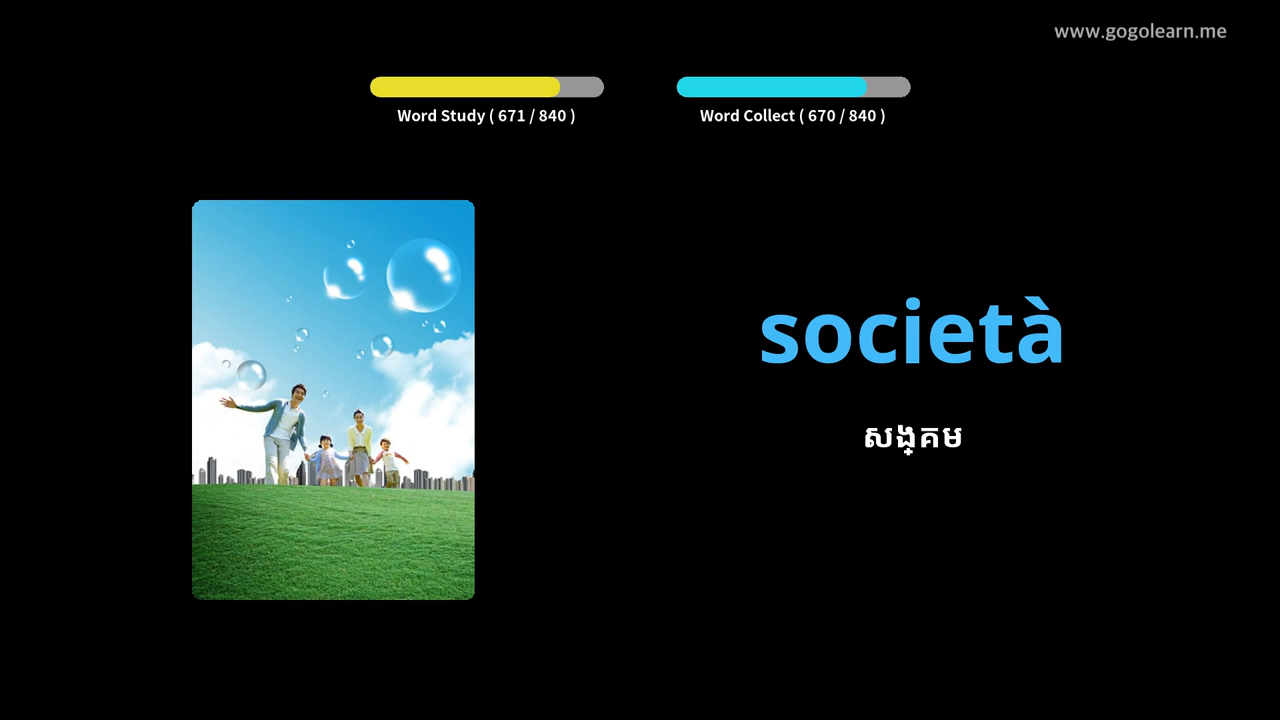 www.gogolearn.me
Word Study ( 671 / 840 )
Word Collect ( 670 / 840 )
società
សង្គម